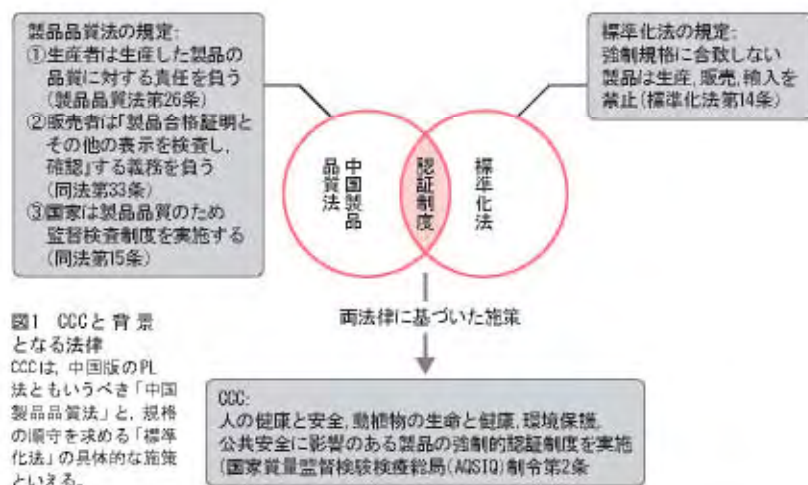 製品品質法の規定:
①生産者は生産した製品の
品質に対する責任を負う
(製品品質法第26条)
②販売者は「製品合格証明と
その他の表示を検査し,
確認」する義務を負う
(同法第33条)
③国家は製品品質のため
監督検査制度を実施する
(同法第15条)
標準化法の規定:
強制規格に合致しない
製品は生産,販売,輸入を
禁止(標準化法第14条)
中国製品
品質法
認証制度
標準化法
両法律に基づいた施策
図1 CCCと背景
となる法律
CCCは,中国版のPL
法ともいうべき「中国
製品品質法」と,規格
の順守を求める「標準
化法」の具体的な施策
といえる。
CCC:
人の健康と安全,動植物の生命と健康,環境保護,
公共安全に影響のある製品の強制的認証制度を実施
(国家質量監督検験検疫総局(AQSIQ)制令第2条